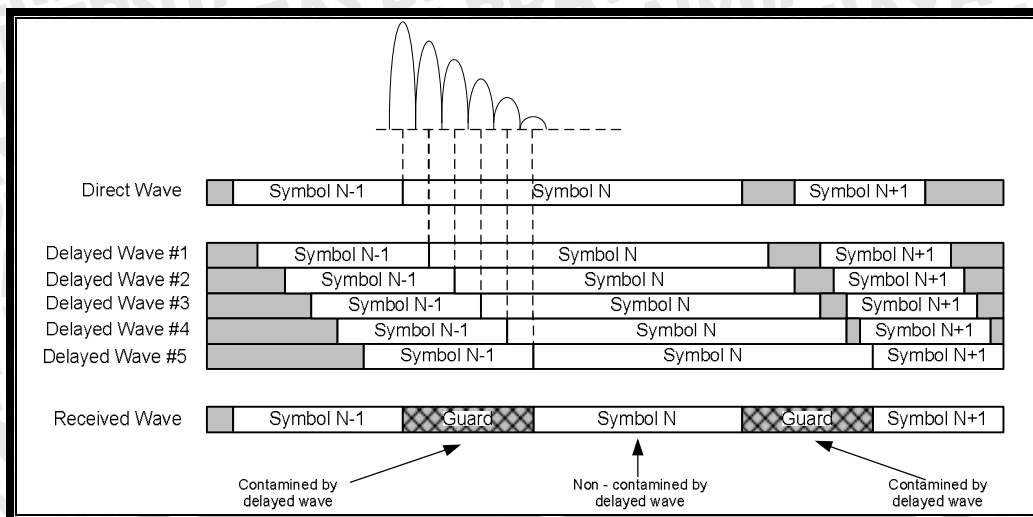 Direct Wave Symbol N-1 Symbol N Symbol N+1
Delayed Wave #1 Symbol N-1 Symbol N Symbol N+1
Delayed Wave #2 Symbol N-1 Symbol N Symbol N+1
Delayed Wave #3 Symbol N-1 Symbol N Symbol N+1
Delayed Wave #4 Symbol N-1 Symbol N Symbol N+1
Delayed Wave #5 Symbol N-1 Symbol N Symbol N+1
Received Wave Symbol N-1 Guard Symbol N Guard Symbol N+1
Contamined by
delayed wave
Non - contamined by
delayed wave
Contamined by
delayed wave